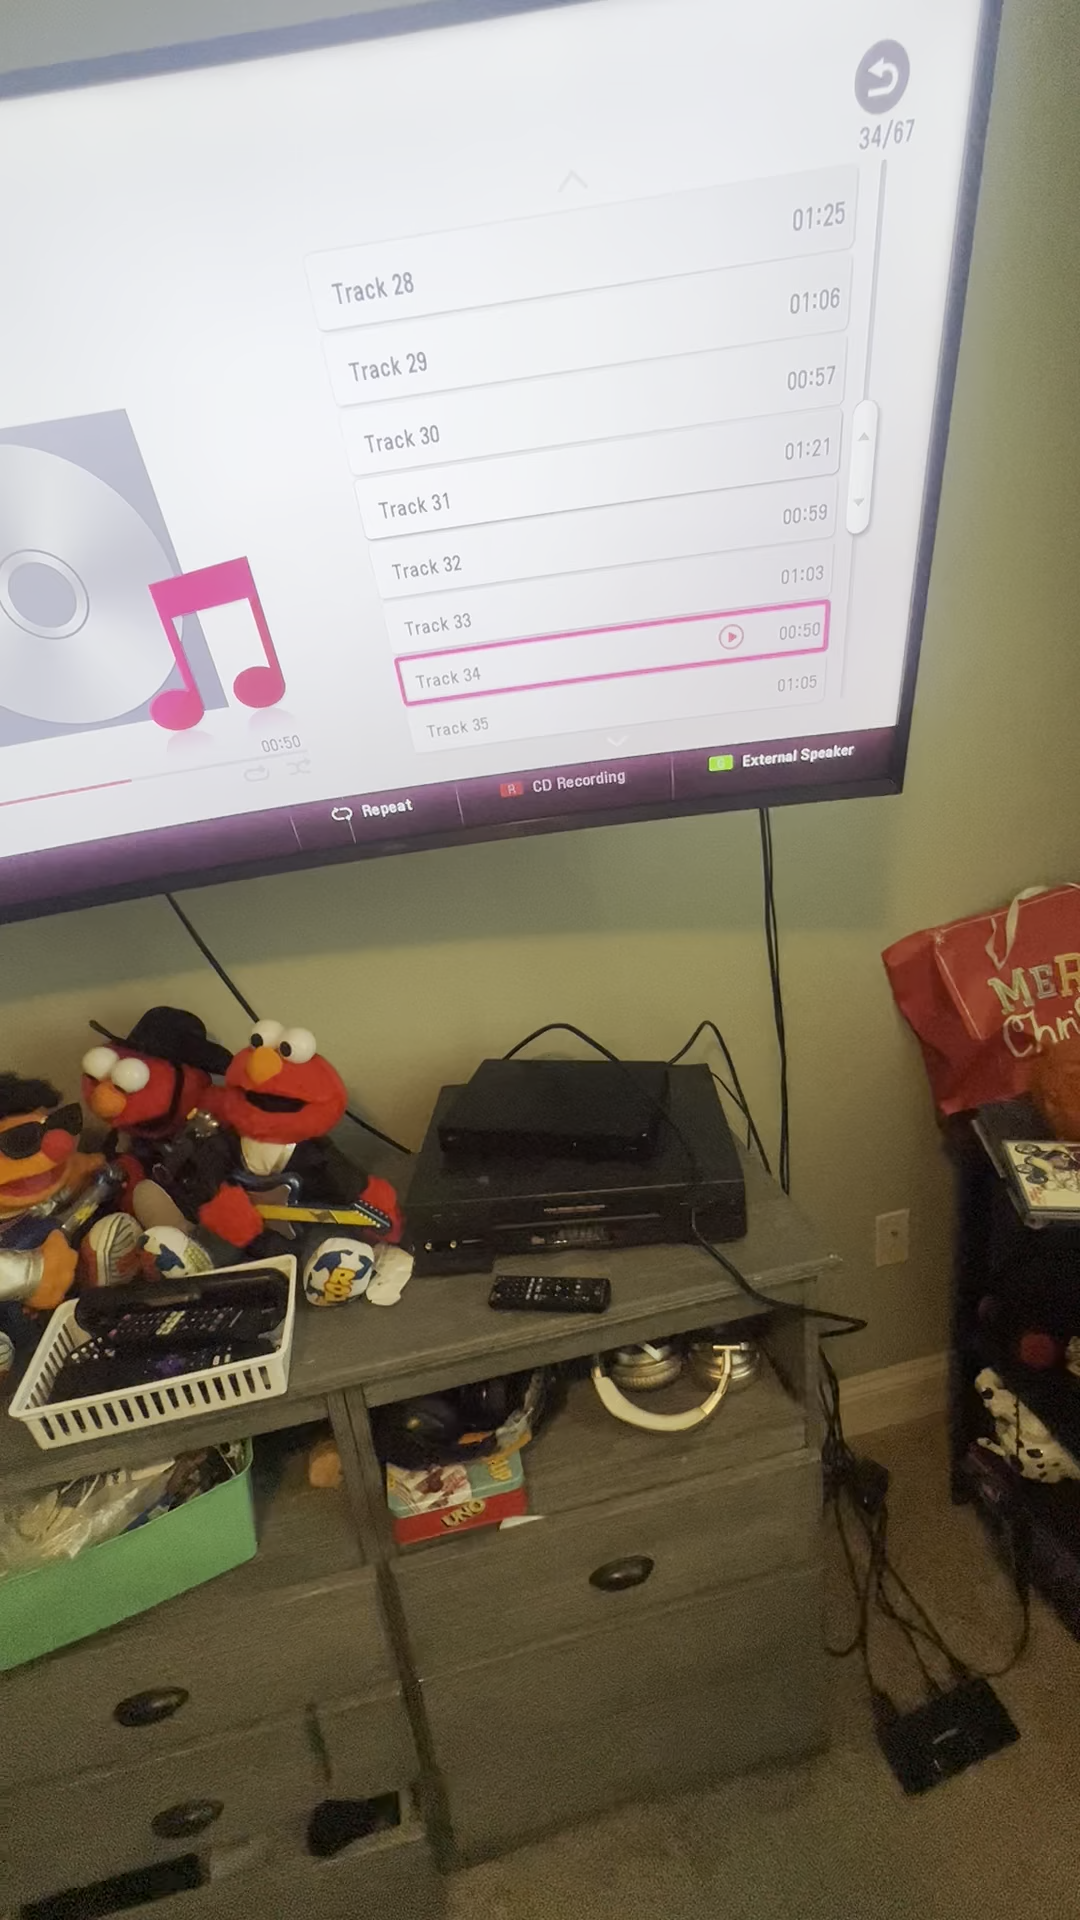 34/67
Track 28 01:25
Track 29 01:06
Track 30 00:57
Track 31 01:21
Track 32 00:59
Track 33 01:03
Track 34 00:50
Track 35 01:05
00:50
Repeat
R CD Recording
G External Speaker
MER
Chri
UNO